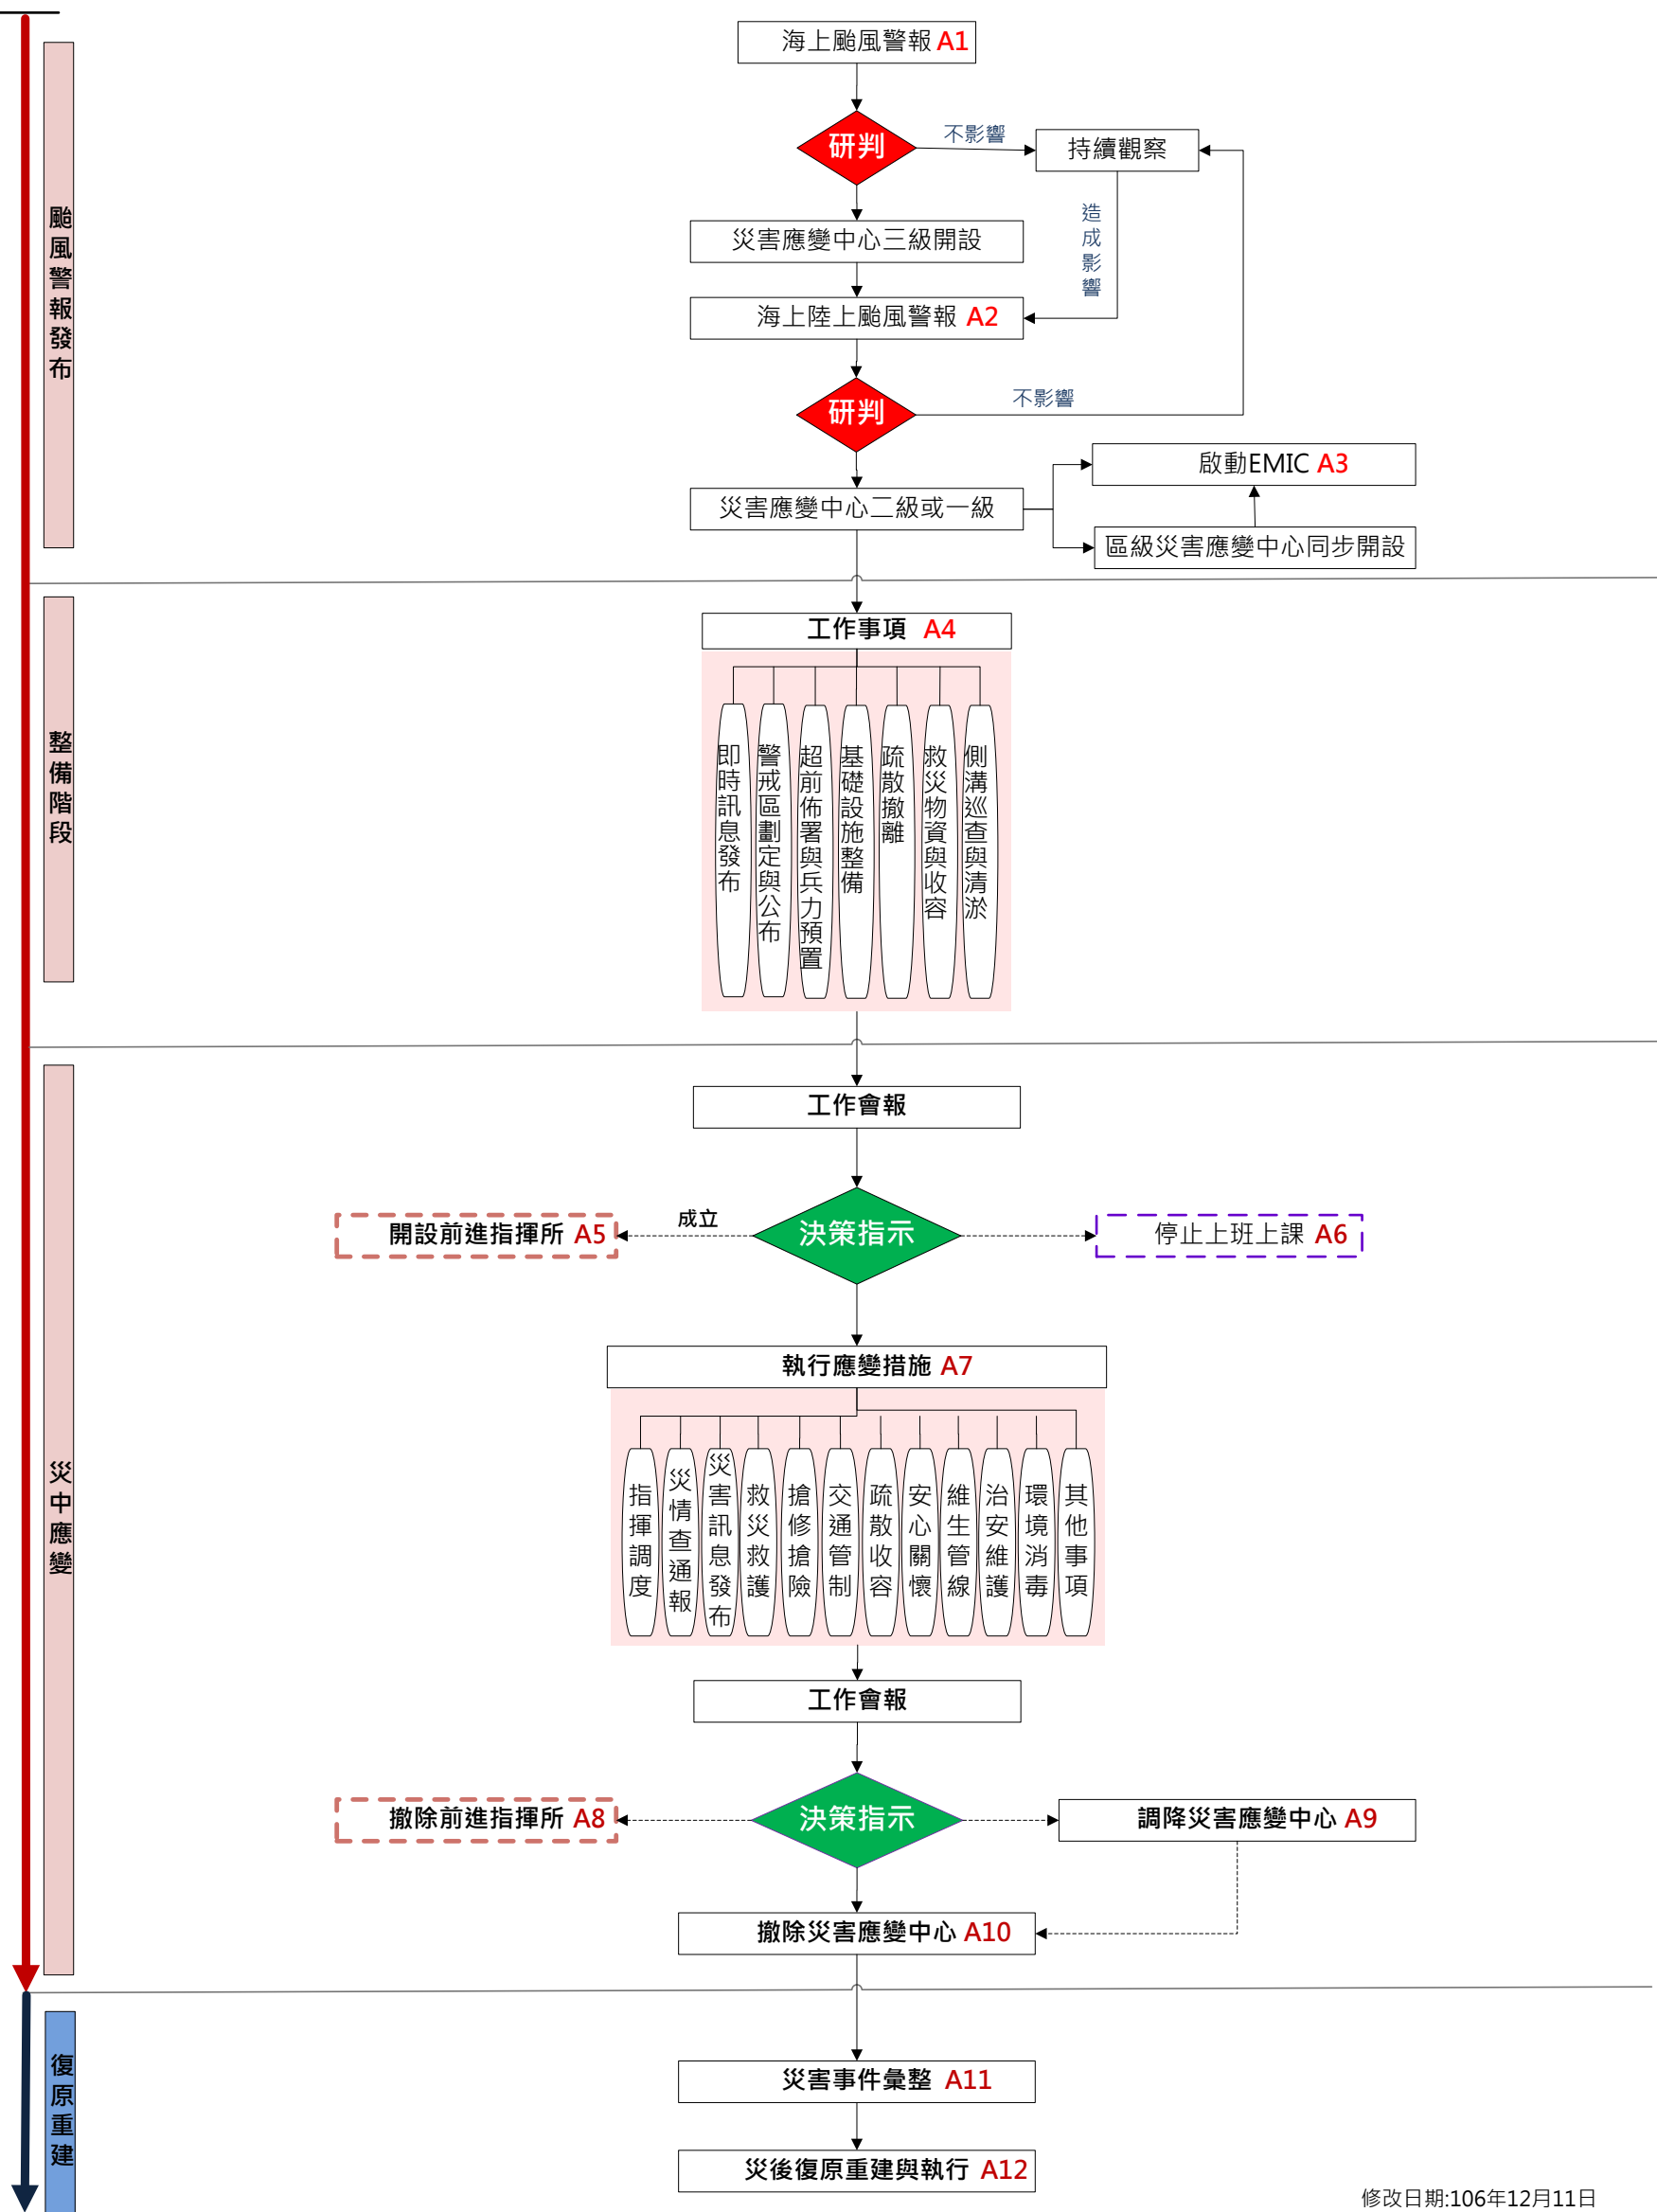 颱風警報發布
海上颱風警報 A1
研判
不影響
持續觀察
造成影響
災害應變中心三級開設
海上陸上颱風警報 A2
研判
不影響
災害應變中心二級或一級
啟動EMIC A3
區級災害應變中心同步開設
整備階段
工作事項 A4
即時訊息發布
警戒區劃定與公布
超前佈署與兵力預置
基礎設施整備
疏散撤離
救災物資與收容
側溝巡查與清淤
災中應變
工作會報
決策指示
成立
開設前進指揮所 A5
停止上班上課 A6
執行應變措施 A7
指揮調度
災情查通報
災害訊息發布
救災救護
搶修搶險
交通管制
疏散收容
安心關懷
維生管線
治安維護
環境消毒
其他事項
工作會報
決策指示
撤除前進指揮所 A8
調降災害應變中心 A9
撤除災害應變中心 A10
復原重建
災害事件彙整 A11
災後復原重建與執行 A12
修改日期:106年12月11日